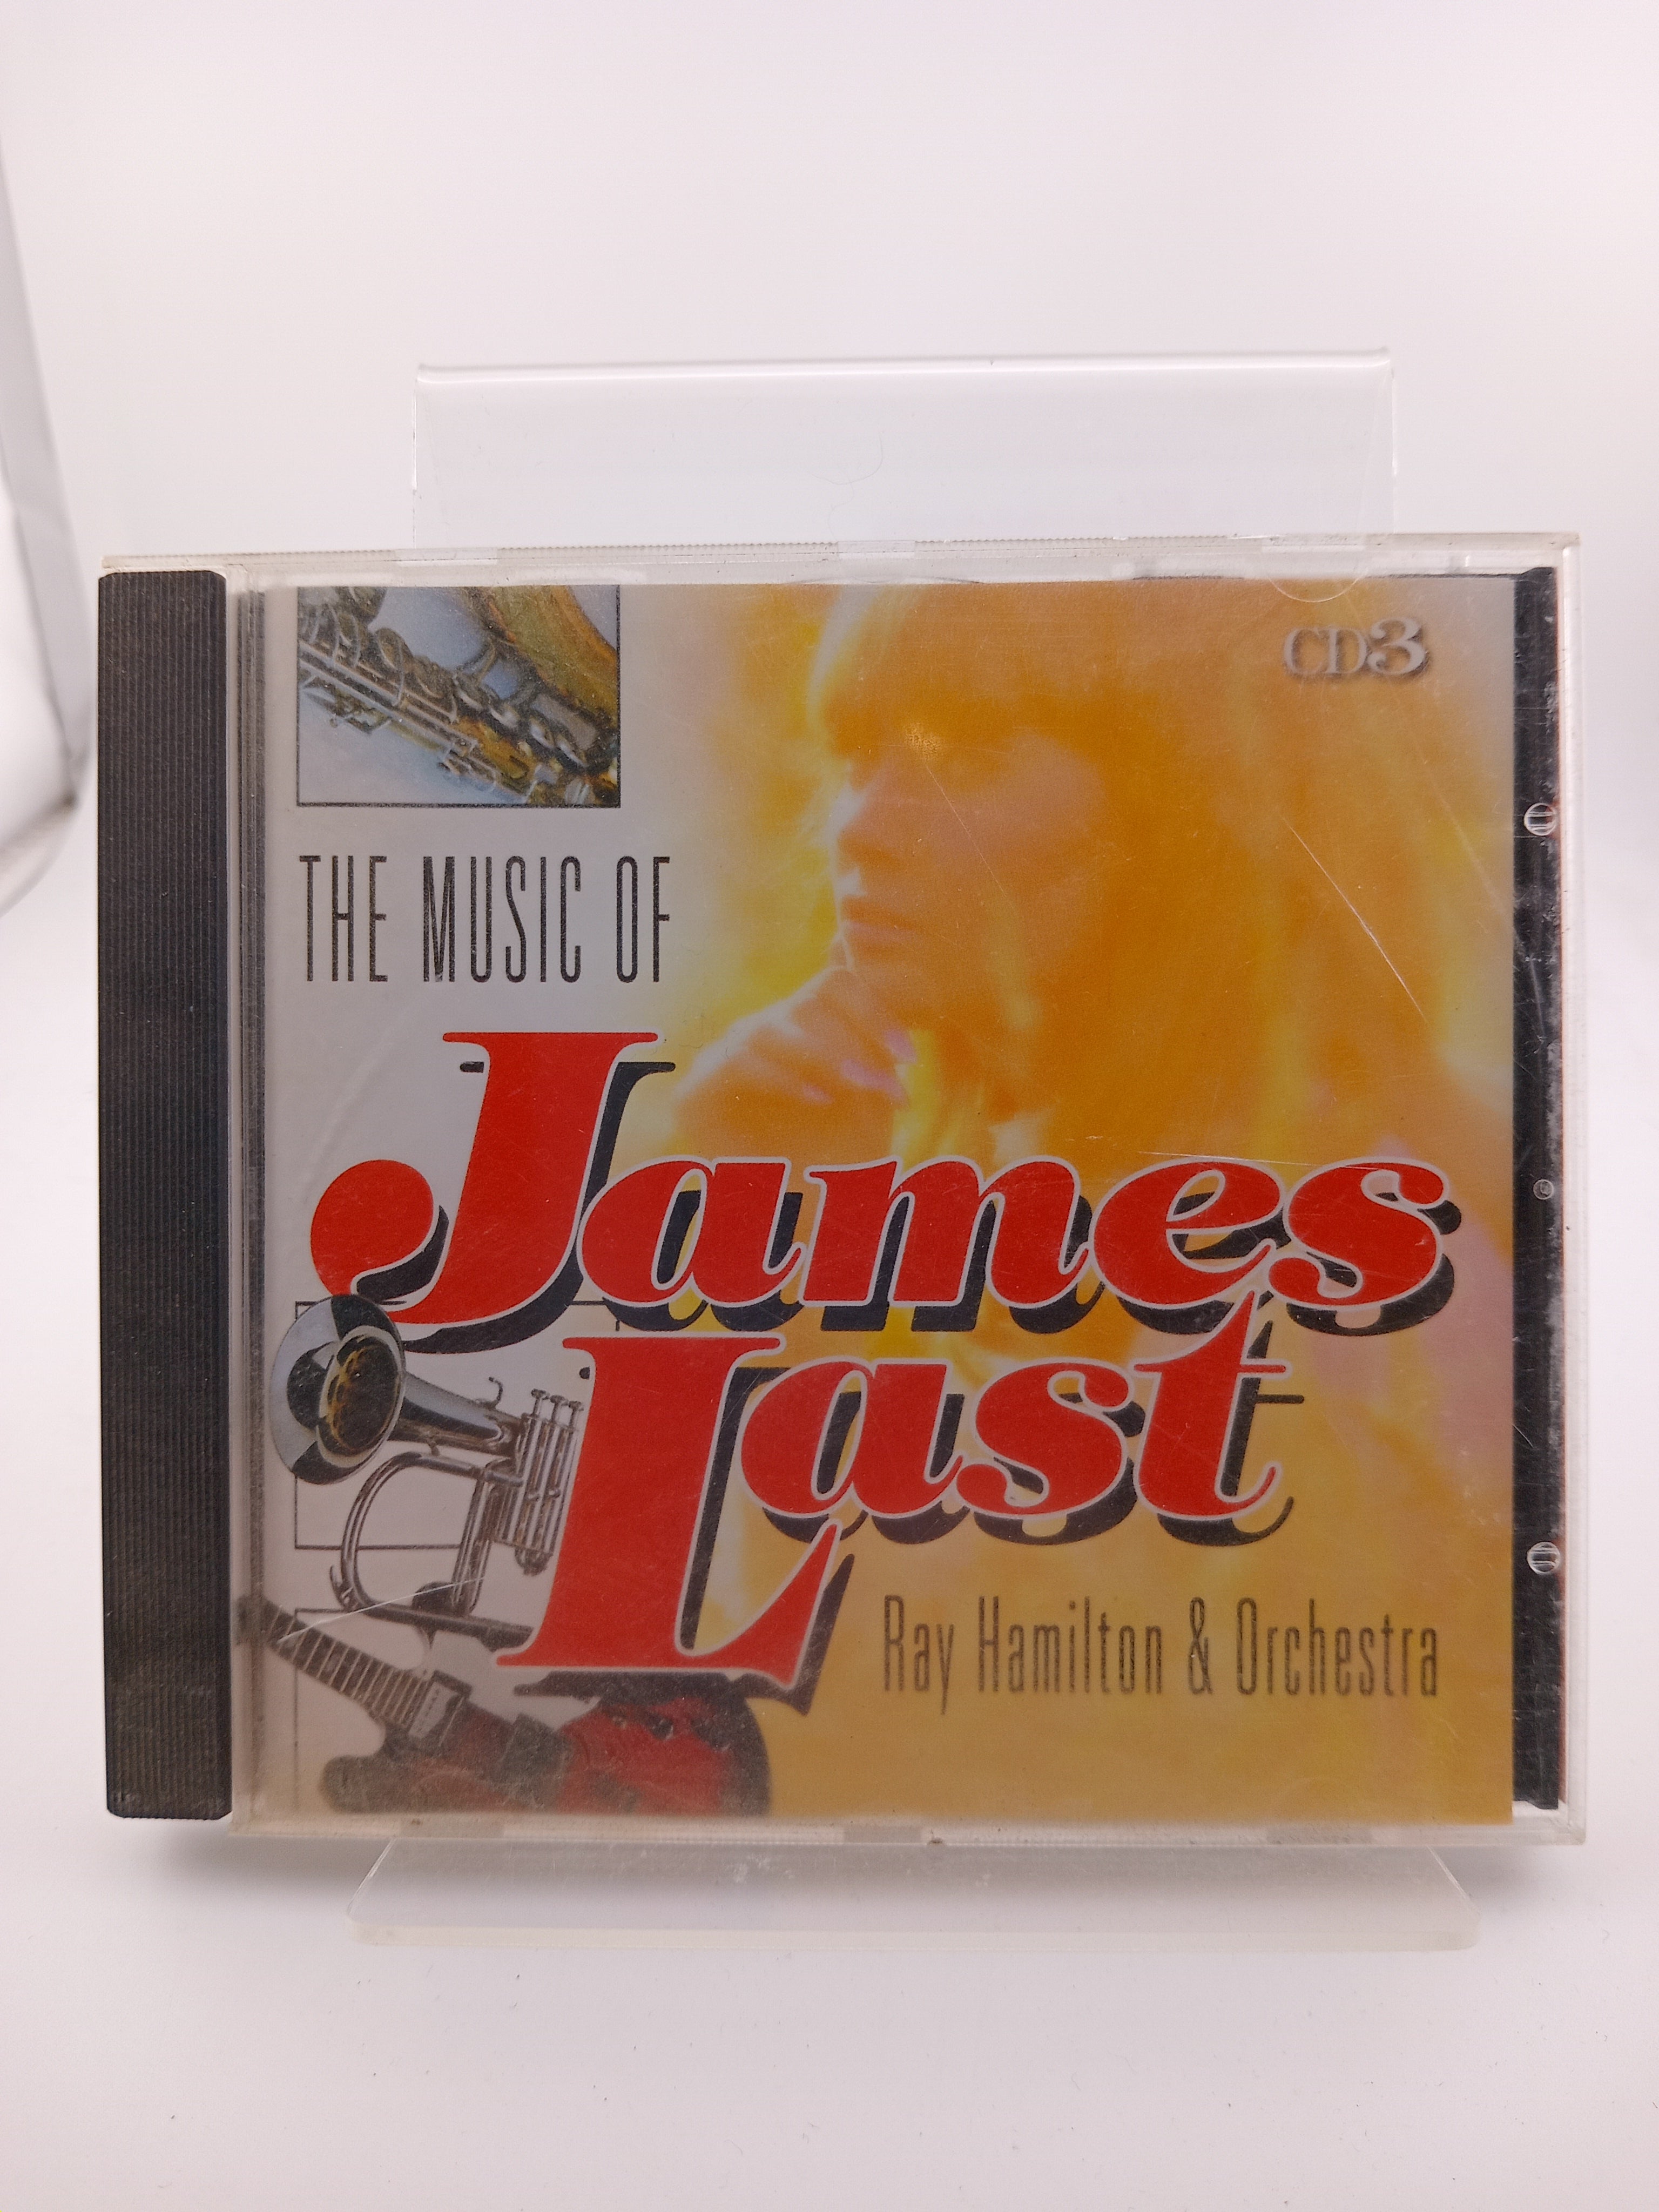 CD3
THE MUSIC OF
James
Last
Ray Hamilton & Orchestra